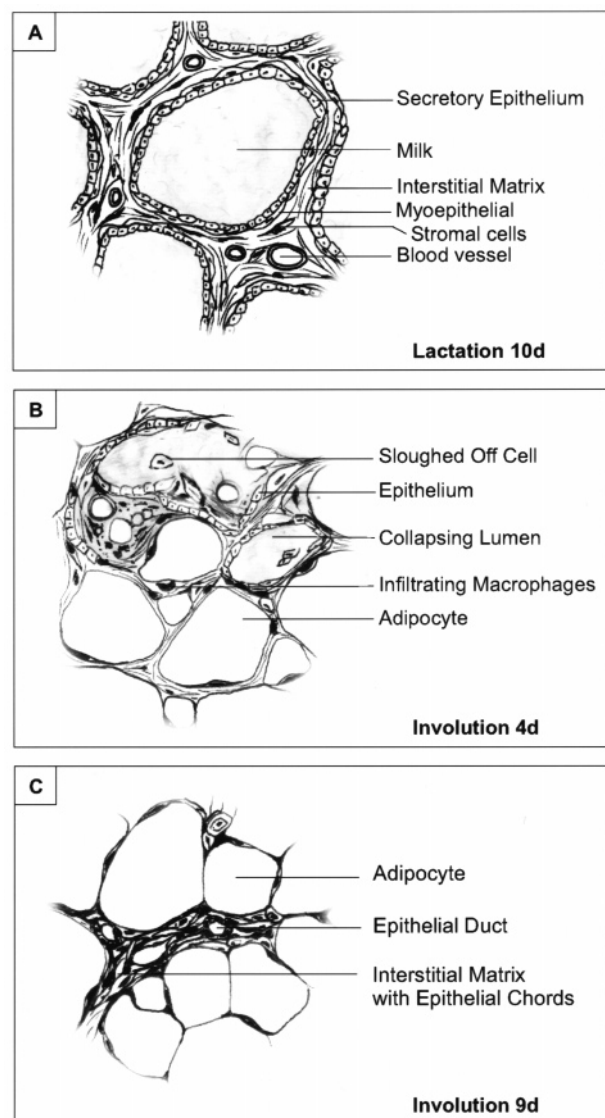 A
Secretory Epithelium
Milk
Interstitial Matrix
Myoepithelial
Stromal cells
Blood vessel
Lactation 10d
B
Sloughed Off Cell
Epithelium
Collapsing Lumen
Infiltrating Macrophages
Adipocyte
Involution 4d
C
Adipocyte
Epithelial Duct
Interstitial Matrix
with Epithelial Chords
Involution 9d